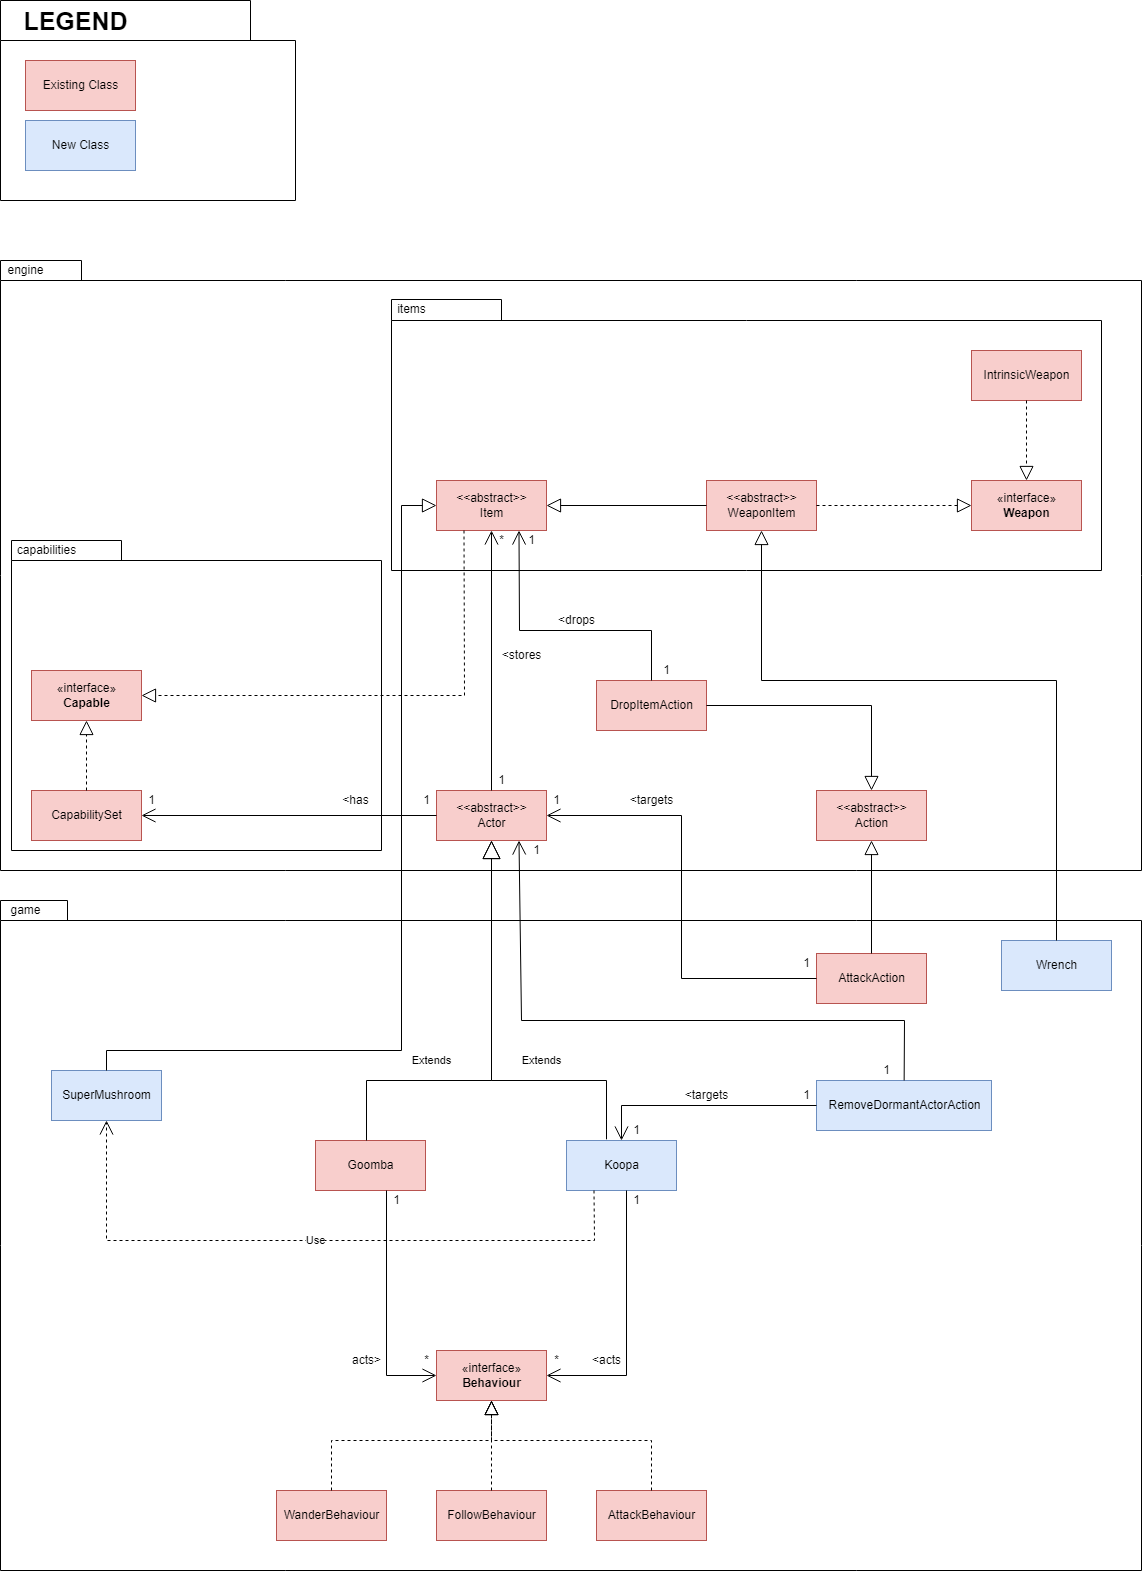 LEGEND
Existing Class
New Class
engine
items
IntrinsicWeapon
<<abstract>>
Item
<<abstract>>
WeaponItem
«interface»
Weapon
*
1
capabilities
<drops
<stores
1
«interface»
Capable
DropItemAction
1
1
<has
1
<<abstract>>
Actor
1
<targets
<<abstract>>
Action
CapabilitySet
1
game
1
AttackAction
Wrench
Extends
Extends
1
SuperMushroom
<targets
1
RemoveDormantActorAction
1
Goomba
Koopa
1
1
Use
acts>
*
*
<acts
«interface»
Behaviour
WanderBehaviour
FollowBehaviour
AttackBehaviour